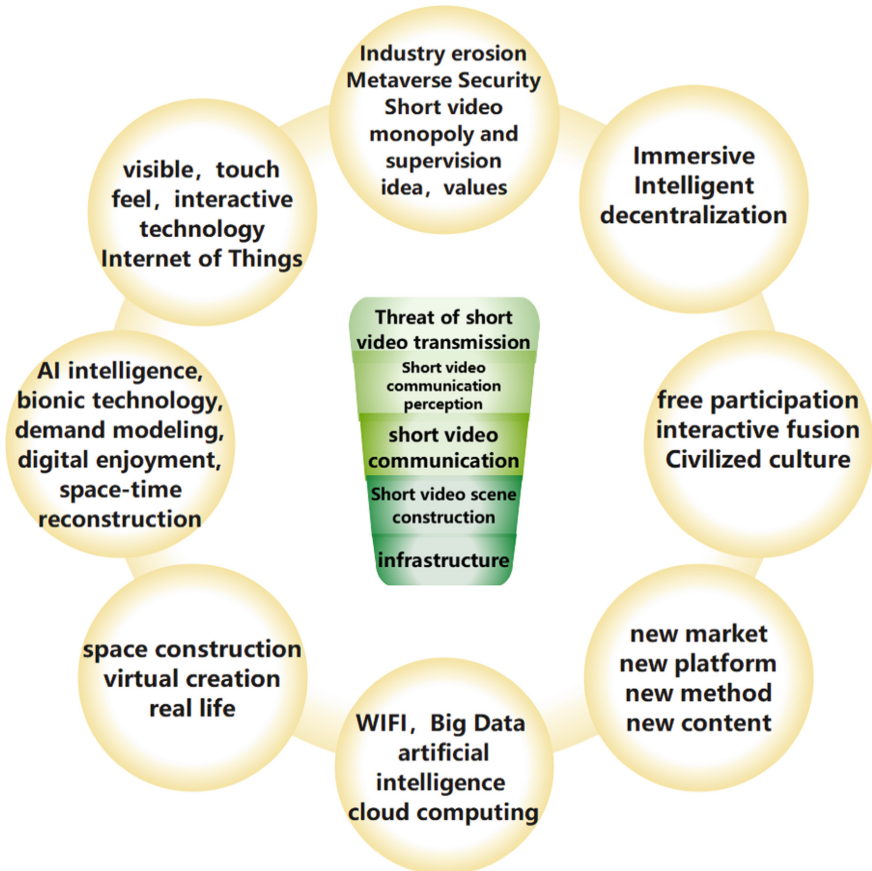 Industry erosion
Metaverse Security
Short video
monopoly and
supervision
idea，values
Immersive
Intelligent
decentralization
free participation
interactive fusion
Civilized culture
new market
new platform
new method
new content
WIFI，Big Data
artificial
intelligence
cloud computing
space construction
virtual creation
real life
AI intelligence,
bionic technology,
demand modeling,
digital enjoyment,
space-time
reconstruction
visible，touch
feel，interactive
technology
Internet of Things
Threat of short
video transmission
Short video
communication
perception
short video
communication
Short video scene
construction
infrastructure